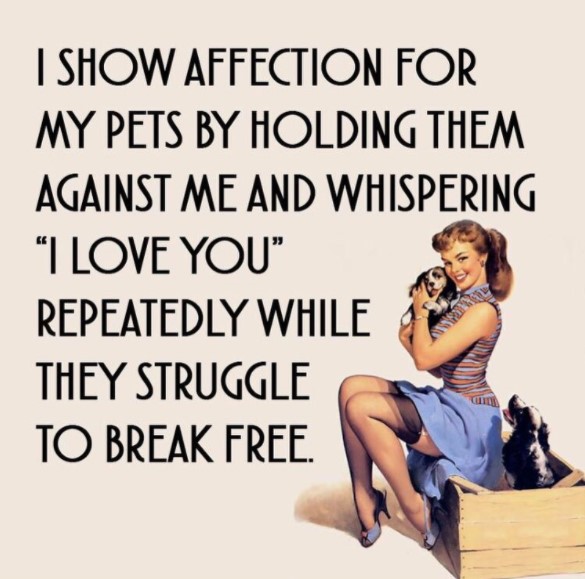 I SHOW AFFECTION FOR
MY PETS BY HOLDING THEM
AGAINST ME AND WHISPERING
“I LOVE YOU”
REPEATEDLY WHILE
THEY STRUGGLE
TO BREAK FREE.